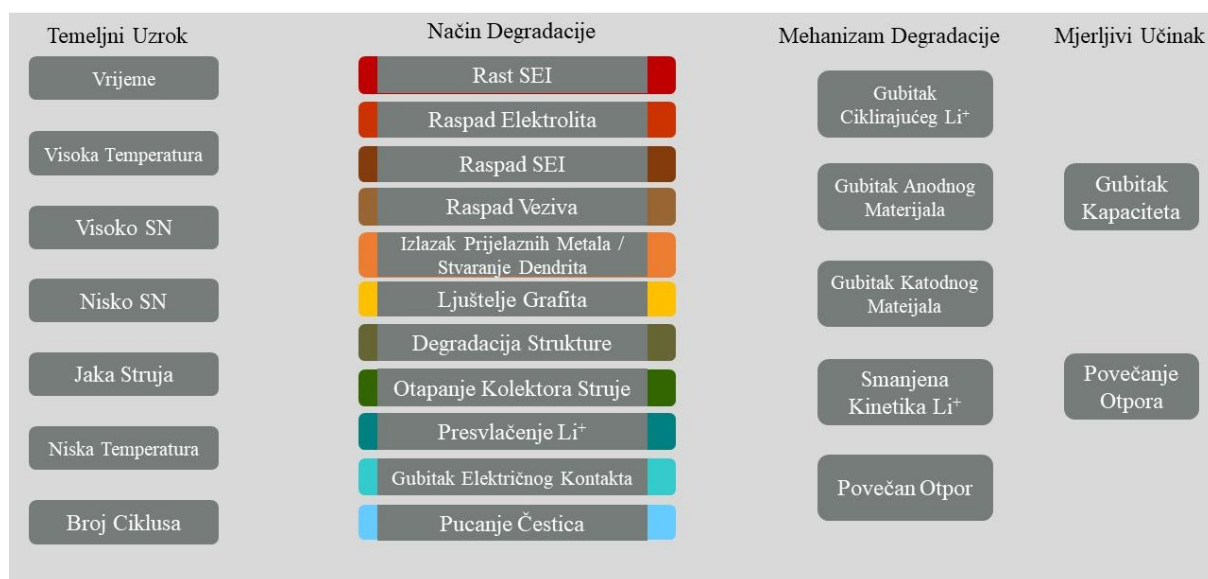 Temeljni Uzrok
Vrijeme
Visoka Temperatura
Visoko SN
Nisko SN
Jaka Struja
Niska Temperatura
Broj Ciklusa
Način Degradacije
Rast SEI
Raspad Elektrolita
Raspad SEI
Raspad Veziva
Izlazak Prijelaznih Metala /
Stvaranje Dendrita
Ljuštelje Grafita
Degradacija Strukture
Otapanje Kolektora Struje
Presvlačenje Li⁺
Gubitak Električnog Kontakta
Pucanje Čestica
Mehanizam Degradacije
Gubitak
Ciklirajućeg Li⁺
Gubitak Anodnog
Materijala
Gubitak Katodnog
Mateijala
Smanjena
Kinetika Li⁺
Povečan Otpor
Mjerljivi Učinak
Gubitak
Kapaciteta
Povečanje
Otpora